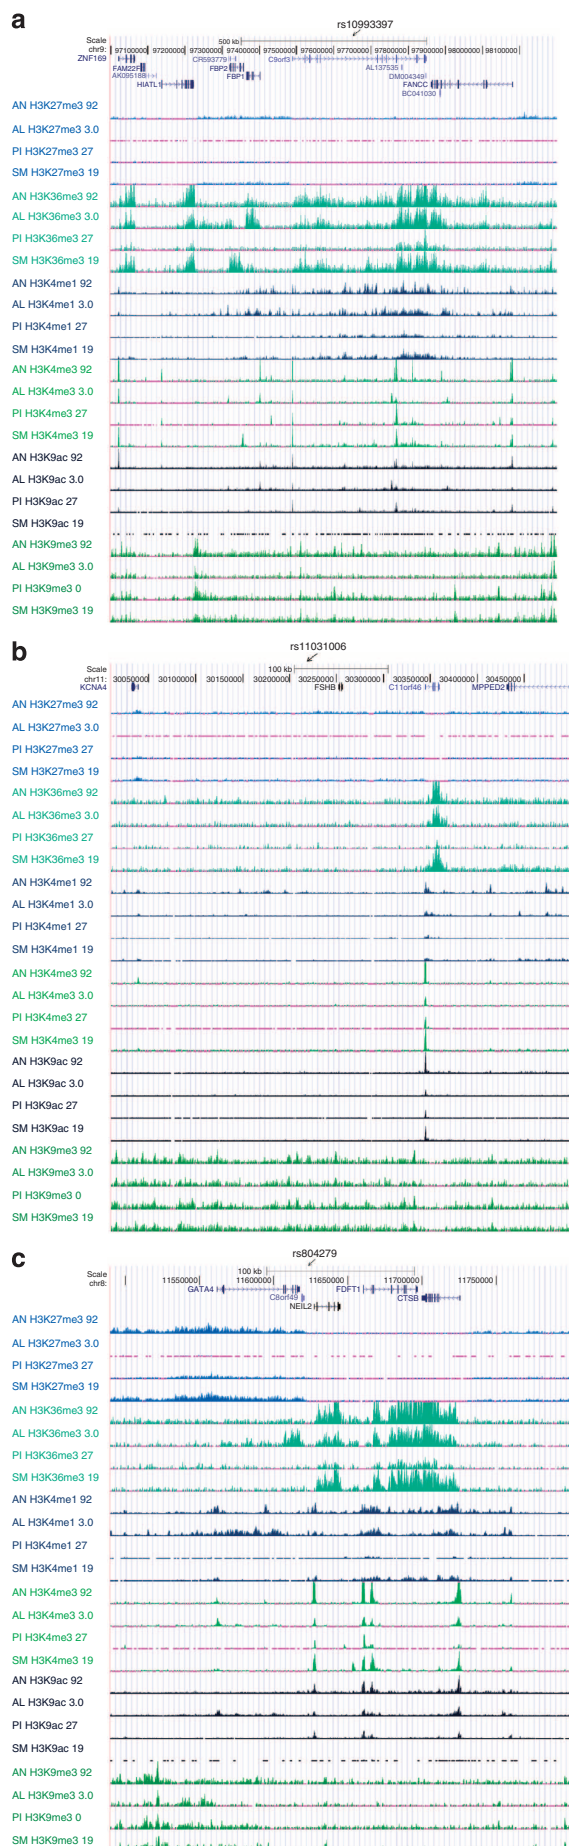 a
rs10993397
Scale 500 kb
chr9: 97100000 97200000 97300000 97400000 97500000 97600000 97700000 97800000 97900000 98000000 98100000
ZNF169 CR593779 C9orf3
FAM22F FBP2 AL137535
AK095188 FBP1 DM004349
HIATL1 FANCC
BC041030
AN H3K27me3 92
AL H3K27me3 3.0
PI H3K27me3 27
SM H3K27me3 19
AN H3K36me3 92
AL H3K36me3 3.0
PI H3K36me3 27
SM H3K36me3 19
AN H3K4me1 92
AL H3K4me1 3.0
PI H3K4me1 27
SM H3K4me1 19
AN H3K4me3 92
AL H3K4me3 3.0
PI H3K4me3 27
SM H3K4me3 19
AN H3K9ac 92
AL H3K9ac 3.0
PI H3K9ac 27
SM H3K9ac 19
AN H3K9me3 92
AL H3K9me3 3.0
PI H3K9me3 0
SM H3K9me3 19
b
rs11031006
Scale 100 kb
chr11: 30050000 30100000 30150000 30200000 30250000 30300000 30350000 30400000 30450000
KCNA4 FSHB C11orf46 MPPED2
AN H3K27me3 92
AL H3K27me3 3.0
PI H3K27me3 27
SM H3K27me3 19
AN H3K36me3 92
AL H3K36me3 3.0
PI H3K36me3 27
SM H3K36me3 19
AN H3K4me1 92
AL H3K4me1 3.0
PI H3K4me1 27
SM H3K4me1 19
AN H3K4me3 92
AL H3K4me3 3.0
PI H3K4me3 27
SM H3K4me3 19
AN H3K9ac 92
AL H3K9ac 3.0
PI H3K9ac 27
SM H3K9ac 19
AN H3K9me3 92
AL H3K9me3 3.0
PI H3K9me3 0
SM H3K9me3 19
c
rs804279
Scale 100 kb
chr8: 11550000 11600000 11650000 11700000 11750000
GATA4 FDFT1
C8orf49 CTSB
NEIL2
AN H3K27me3 92
AL H3K27me3 3.0
PI H3K27me3 27
SM H3K27me3 19
AN H3K36me3 92
AL H3K36me3 3.0
PI H3K36me3 27
SM H3K36me3 19
AN H3K4me1 92
AL H3K4me1 3.0
PI H3K4me1 27
SM H3K4me1 19
AN H3K4me3 92
AL H3K4me3 3.0
PI H3K4me3 27
SM H3K4me3 19
AN H3K9ac 92
AL H3K9ac 3.0
PI H3K9ac 27
SM H3K9ac 19
AN H3K9me3 92
AL H3K9me3 3.0
PI H3K9me3 0
SM H3K9me3 19